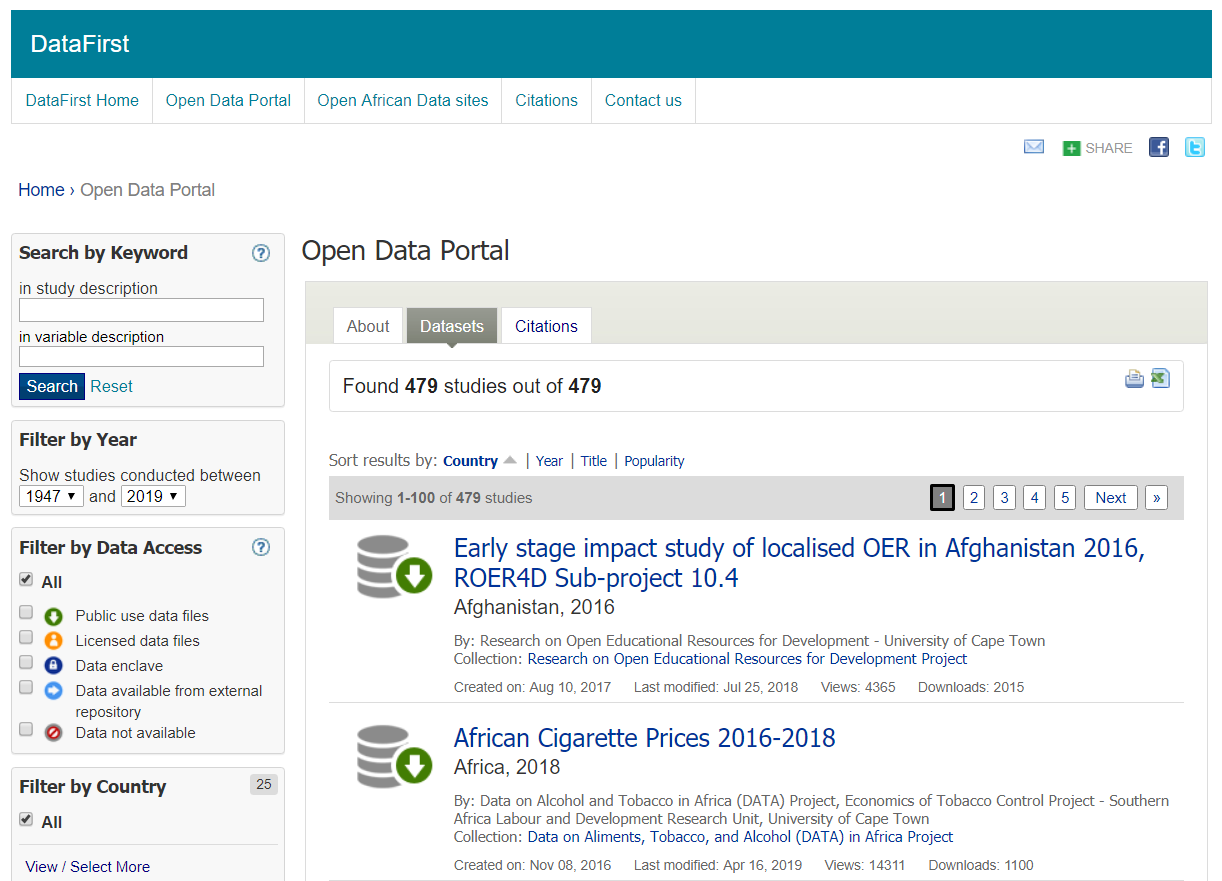 DataFirst
DataFirst Home
Open Data Portal
Open African Data sites
Citations
Contact us
SHARE
Home › Open Data Portal
Search by Keyword
in study description
in variable description
Search Reset
Filter by Year
Show studies conducted between
1947 and 2019
Filter by Data Access
All
Public use data files
Licensed data files
Data enclave
Data available from external
repository
Data not available
Filter by Country 25
All
View / Select More
Open Data Portal
About
Datasets
Citations
Found 479 studies out of 479
Sort results by: Country | Year | Title | Popularity
Showing 1-100 of 479 studies
1 2 3 4 5 Next »
Early stage impact study of localised OER in Afghanistan 2016,
ROER4D Sub-project 10.4
Afghanistan, 2016
By: Research on Open Educational Resources for Development - University of Cape Town
Collection: Research on Open Educational Resources for Development Project
Created on: Aug 10, 2017 Last modified: Jul 25, 2018 Views: 4365 Downloads: 2015
African Cigarette Prices 2016-2018
Africa, 2018
By: Data on Alcohol and Tobacco in Africa (DATA) Project, Economics of Tobacco Control Project - Southern
Africa Labour and Development Research Unit, University of Cape Town
Collection: Data on Aliments, Tobacco, and Alcohol (DATA) in Africa Project
Created on: Nov 08, 2016 Last modified: Apr 16, 2019 Views: 14311 Downloads: 1100